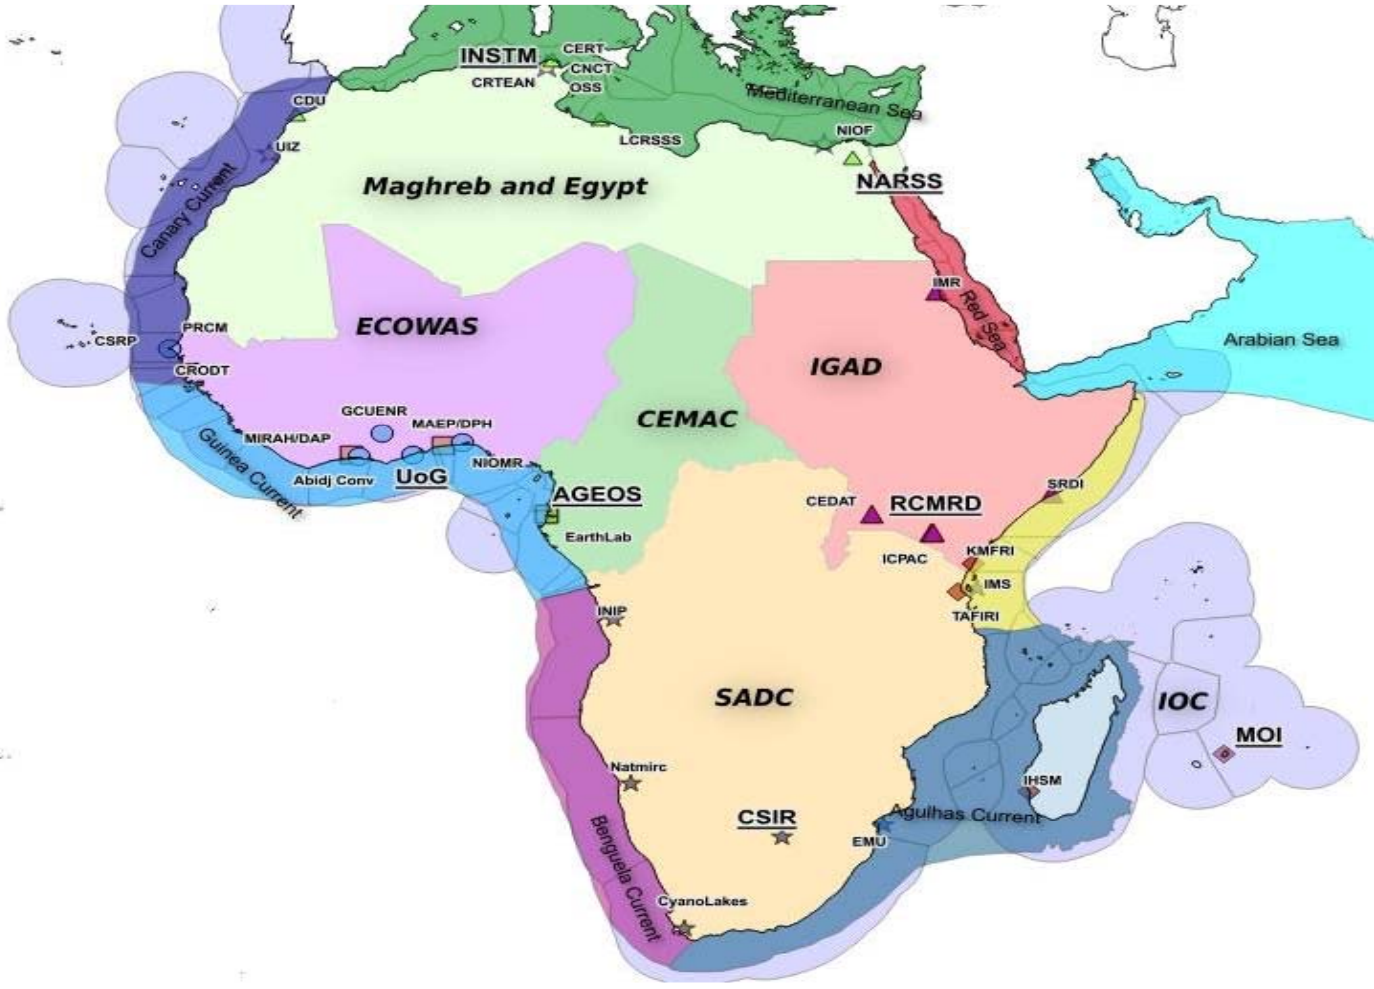 INSTM
CERT
CNCT
CRTEAN
OSS
CDU
Mediterranean Sea
LCRSSS
NIOF
UIZ
NARSS
Maghreb and Egypt
Canary Current
IMR
Red Sea
PRCM
CSRP
ECOWAS
Arabian Sea
CRODT
IGAD
GCUENR
CEMAC
MAEP/DPH
MIRAH/DAP
Guinea Current
NIOMR
Abidj Conv
UoG
SRDI
AGEOS
CEDAT
RCMRD
EarthLab
ICPAC
KMFRI
IMS
INIP
TAFIRI
SADC
IOC
MOI
Natmirc
IHSM
CSIR
Agulhas Current
EMU
Benguela Current
CyanoLakes